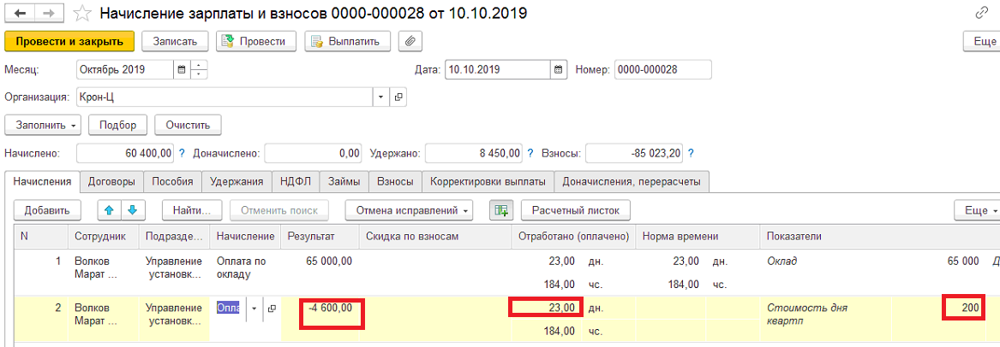 Начисление зарплаты и взносов 0000-000028 от 10.10.2019
Провести и закрыть Записать Провести Выплатить Еще
Месяц: Октябрь 2019 Дата: 10.10.2019 Номер: 0000-000028
Организация: Крон-Ц
Заполнить Подбор Очистить
Начислено: 60 400,00 ? Доначислено: 0,00 Удержано: 8 450,00 ? Взносы: -85 023,20 ?
Начисления Договоры Пособия Удержания НДФЛ Займы Взносы Корректировки выплаты Доначисления, перерасчеты
Добавить Найти... Отменить поиск Отмена исправлений Расчетный листок Еще
N Сотрудник Подразде... Начисление Результат Скидка по взносам Отработано (оплачено) Норма времени Показатели
1 Волков Управление Оплата по 65 000,00 23,00 дн. 23,00 дн. Оклад 65 000 Д
Марат ... установк... окладу
184,00 чс. 184,00 чс.
2 Волков Управление Опла -4 600,00 23,00 дн. Стоимость дня 200
Марат ... установк... квартп
184,00 чс.